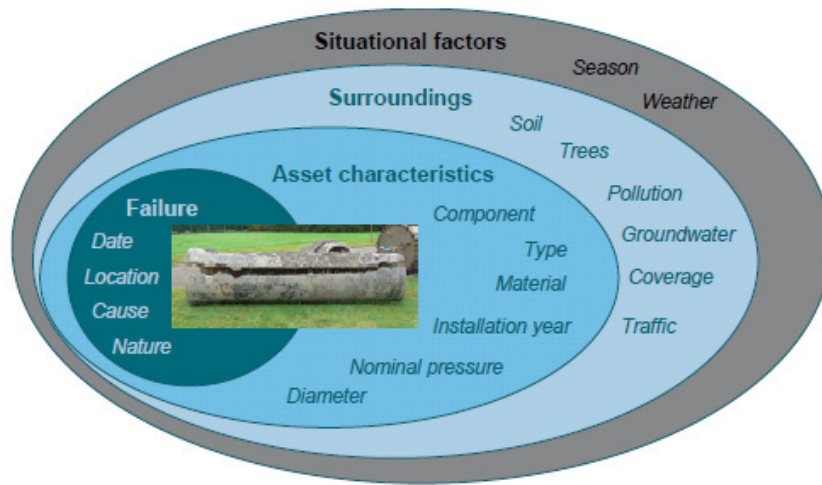 Situational factors
Season
Weather
Surroundings
Soil
Trees
Pollution
Groundwater
Coverage
Traffic
Asset characteristics
Component
Type
Material
Installation year
Nominal pressure
Diameter
Failure
Date
Location
Cause
Nature